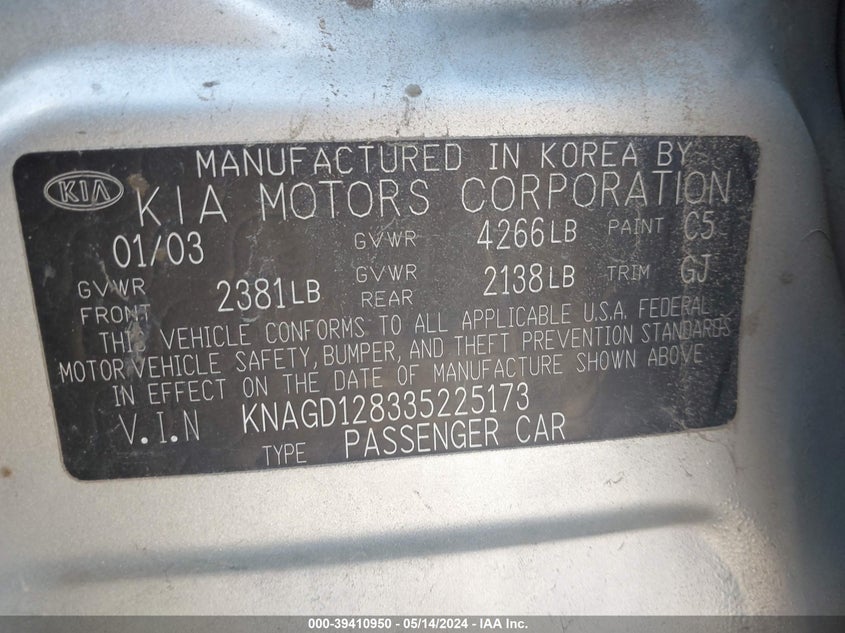 MANUFACTURED IN KOREA BY
KIA KIA MOTORS CORPORATION
01/03 GVWR 4266LB PAINT C5
GVWR FRONT 2381LB GVWR REAR 2138LB TRIM GJ
THIS VEHICLE CONFORMS TO ALL APPLICABLE U.S.A. FEDERAL
MOTOR VEHICLE SAFETY, BUMPER, AND THEFT PREVENTION STANDARDS
IN EFFECT ON THE DATE OF MANUFACTURE SHOWN ABOVE
V.I.N KNAGD128335225173
TYPE PASSENGER CAR
000-39410950 - 05/14/2024 - IAA Inc.